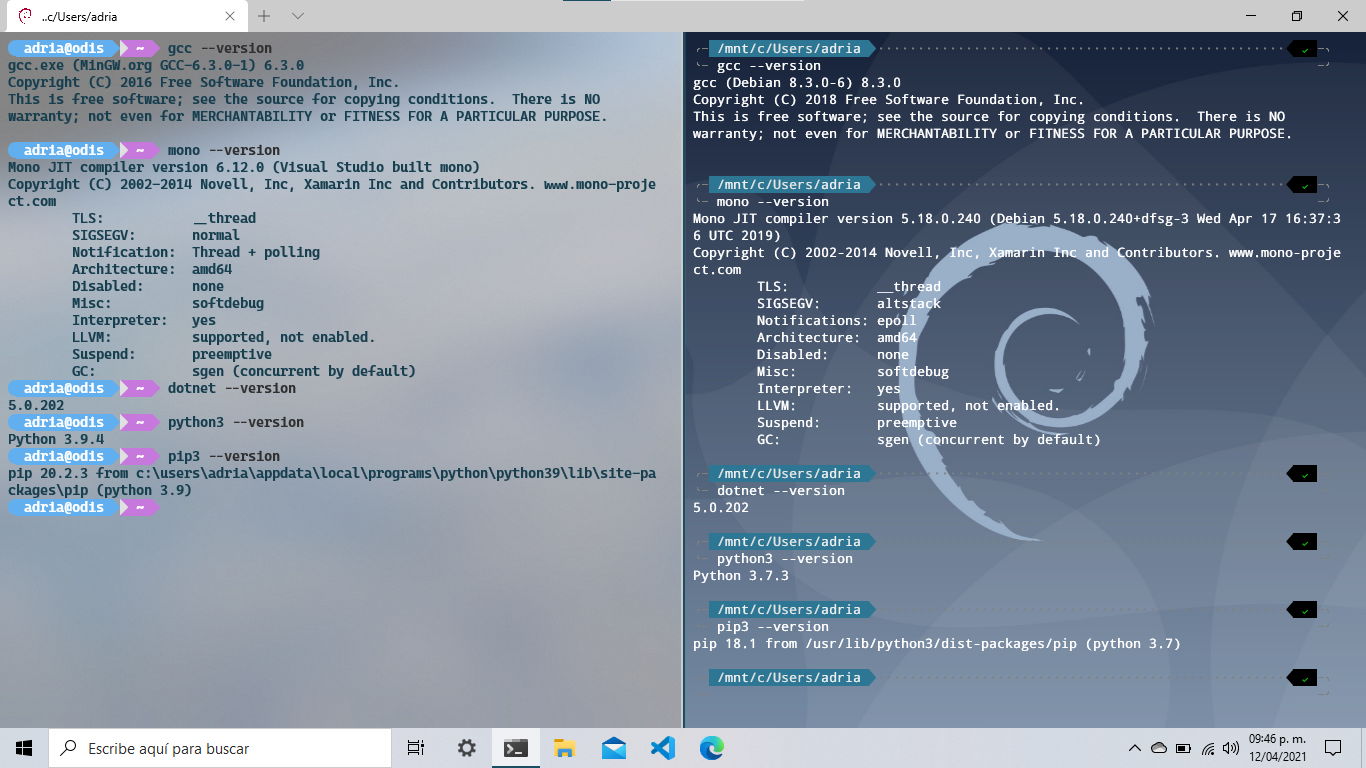 ..c/Users/adria
adria@odis ~ gcc --version
gcc.exe (MinGW.org GCC-6.3.0-1) 6.3.0
Copyright (C) 2016 Free Software Foundation, Inc.
This is free software; see the source for copying conditions.  There is NO
warranty; not even for MERCHANTABILITY or FITNESS FOR A PARTICULAR PURPOSE.
adria@odis ~ mono --version
Mono JIT compiler version 6.12.0 (Visual Studio built mono)
Copyright (C) 2002-2014 Novell, Inc, Xamarin Inc and Contributors. www.mono-proje
ct.com
TLS:           __thread
SIGSEGV:       normal
Notification:  Thread + polling
Architecture:  amd64
Disabled:      none
Misc:          softdebug
Interpreter:   yes
LLVM:          supported, not enabled.
Suspend:       preemptive
GC:            sgen (concurrent by default)
adria@odis ~ dotnet --version
5.0.202
adria@odis ~ python3 --version
Python 3.9.4
adria@odis ~ pip3 --version
pip 20.2.3 from c:\users\adria\appdata\local\programs\python\python39\lib\site-pa
ckages\pip (python 3.9)
adria@odis ~
/mnt/c/Users/adria
gcc --version
gcc (Debian 8.3.0-6) 8.3.0
Copyright (C) 2018 Free Software Foundation, Inc.
This is free software; see the source for copying conditions.  There is NO
warranty; not even for MERCHANTABILITY or FITNESS FOR A PARTICULAR PURPOSE.
/mnt/c/Users/adria
mono --version
Mono JIT compiler version 5.18.0.240 (Debian 5.18.0.240+dfsg-3 Wed Apr 17 16:37:3
6 UTC 2019)
Copyright (C) 2002-2014 Novell, Inc, Xamarin Inc and Contributors. www.mono-proje
ct.com
TLS:           __thread
SIGSEGV:       altstack
Notifications: epoll
Architecture:  amd64
Disabled:      none
Misc:          softdebug
Interpreter:   yes
LLVM:          supported, not enabled.
Suspend:       preemptive
GC:            sgen (concurrent by default)
/mnt/c/Users/adria
dotnet --version
5.0.202
/mnt/c/Users/adria
python3 --version
Python 3.7.3
/mnt/c/Users/adria
pip3 --version
pip 18.1 from /usr/lib/python3/dist-packages/pip (python 3.7)
/mnt/c/Users/adria
Escribe aquí para buscar
09:46 p. m.
12/04/2021